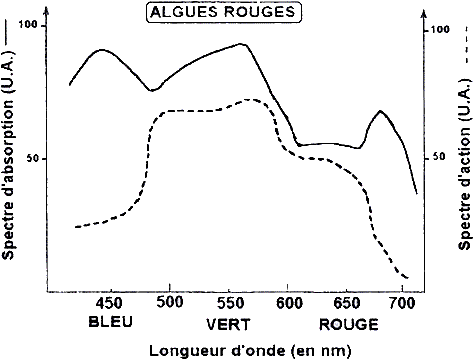 ALGUES ROUGES
Spectre d'absorption (U.A.)
100
50
Spectre d'action (U.A.)
100
50
450 500 550 600 650 700
BLEU VERT ROUGE
Longueur d'onde (en nm)